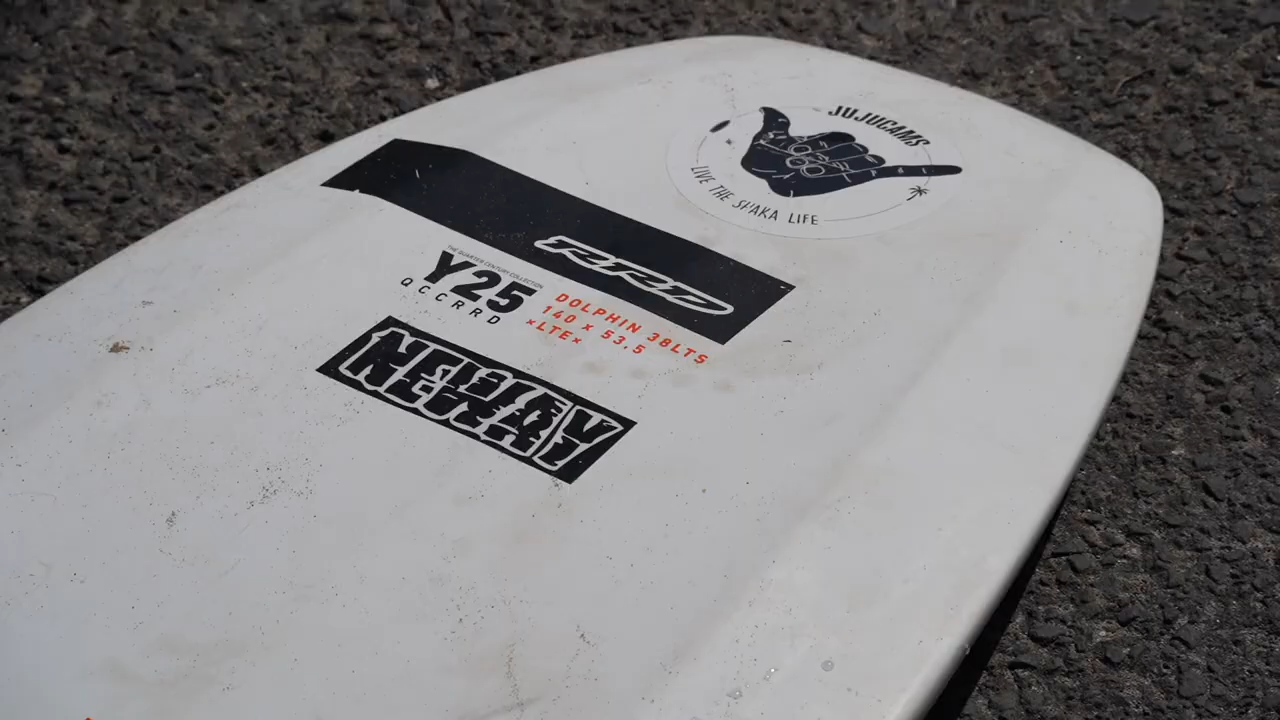 JUJUCAMS
LIVE THE SHAKA LIFE
RRD
THE QUARTER CENTURY COLLECTION
Y25
QCCRRD
DOLPHIN 38LTS
140 x 53,5
×LTE×
NEWAY